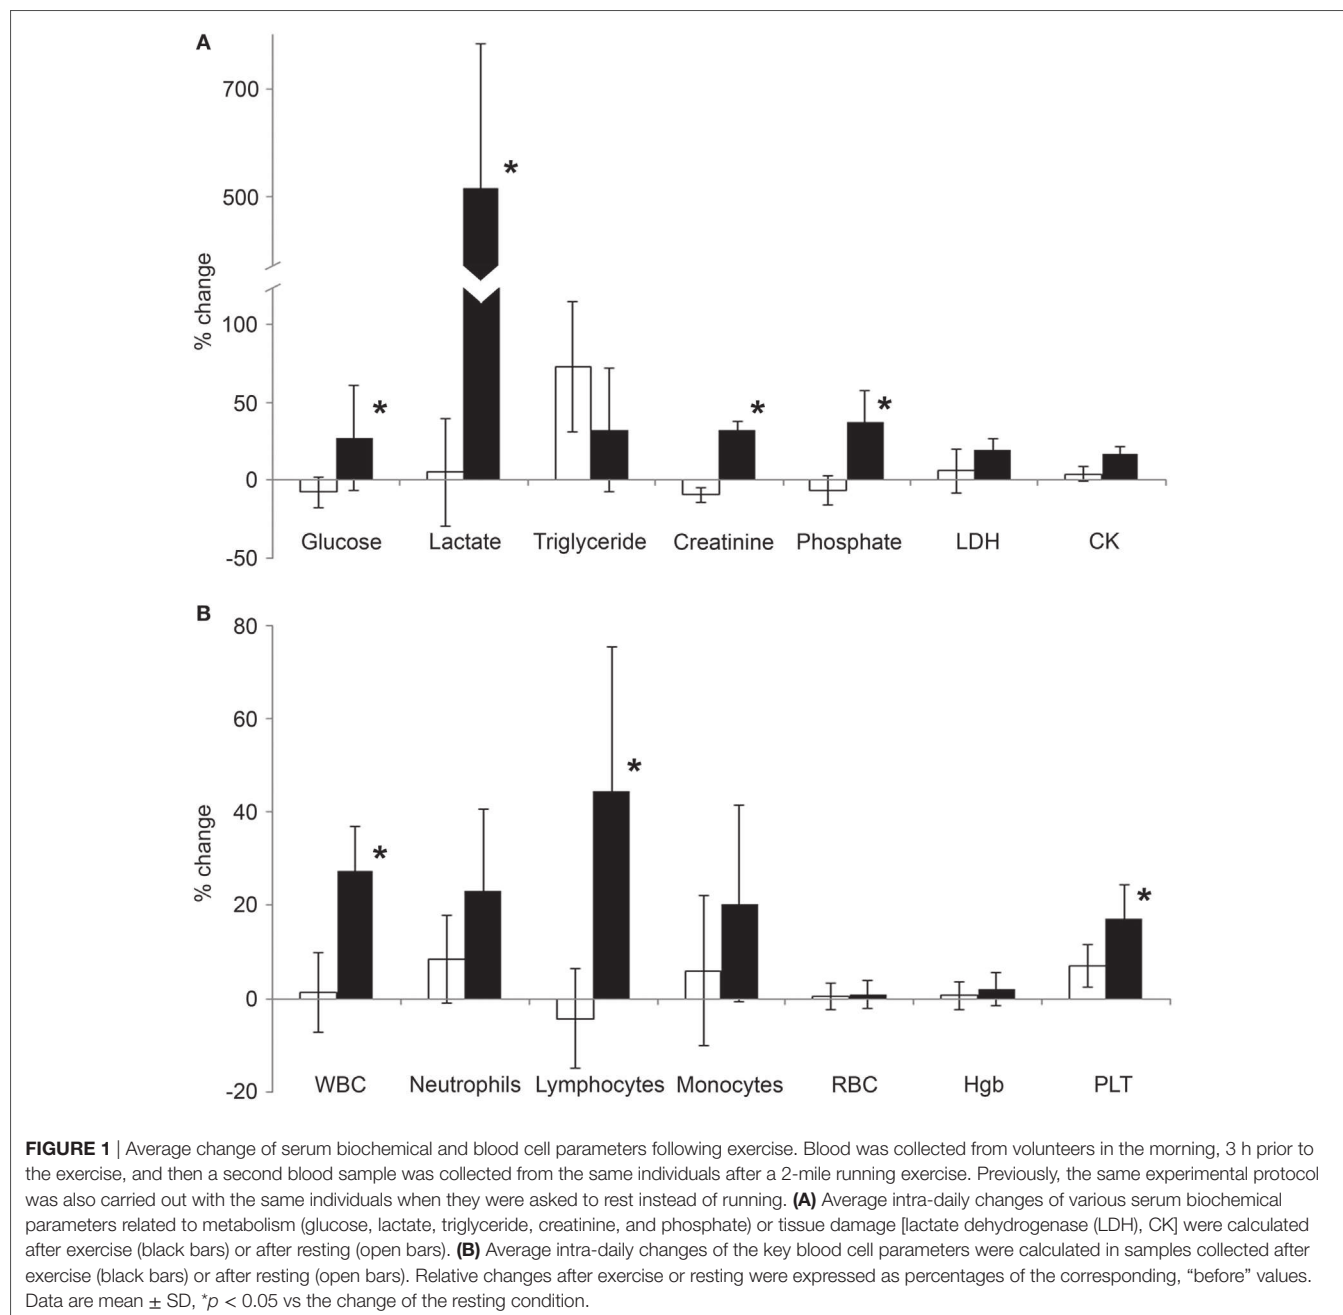 A
700
500
100
50
0
-50
% change
*
*
*
*
Glucose Lactate Triglyceride Creatinine Phosphate LDH CK
B
80
60
40
20
0
-20
% change
*
*
*
WBC Neutrophils Lymphocytes Monocytes RBC Hgb PLT
FIGURE 1 | Average change of serum biochemical and blood cell parameters following exercise. Blood was collected from volunteers in the morning, 3 h prior to
the exercise, and then a second blood sample was collected from the same individuals after a 2-mile running exercise. Previously, the same experimental protocol
was also carried out with the same individuals when they were asked to rest instead of running. (A) Average intra-daily changes of various serum biochemical
parameters related to metabolism (glucose, lactate, triglyceride, creatinine, and phosphate) or tissue damage [lactate dehydrogenase (LDH), CK] were calculated
after exercise (black bars) or after resting (open bars). (B) Average intra-daily changes of the key blood cell parameters were calculated in samples collected after
exercise (black bars) or after resting (open bars). Relative changes after exercise or resting were expressed as percentages of the corresponding, “before” values.
Data are mean ± SD, *p < 0.05 vs the change of the resting condition.